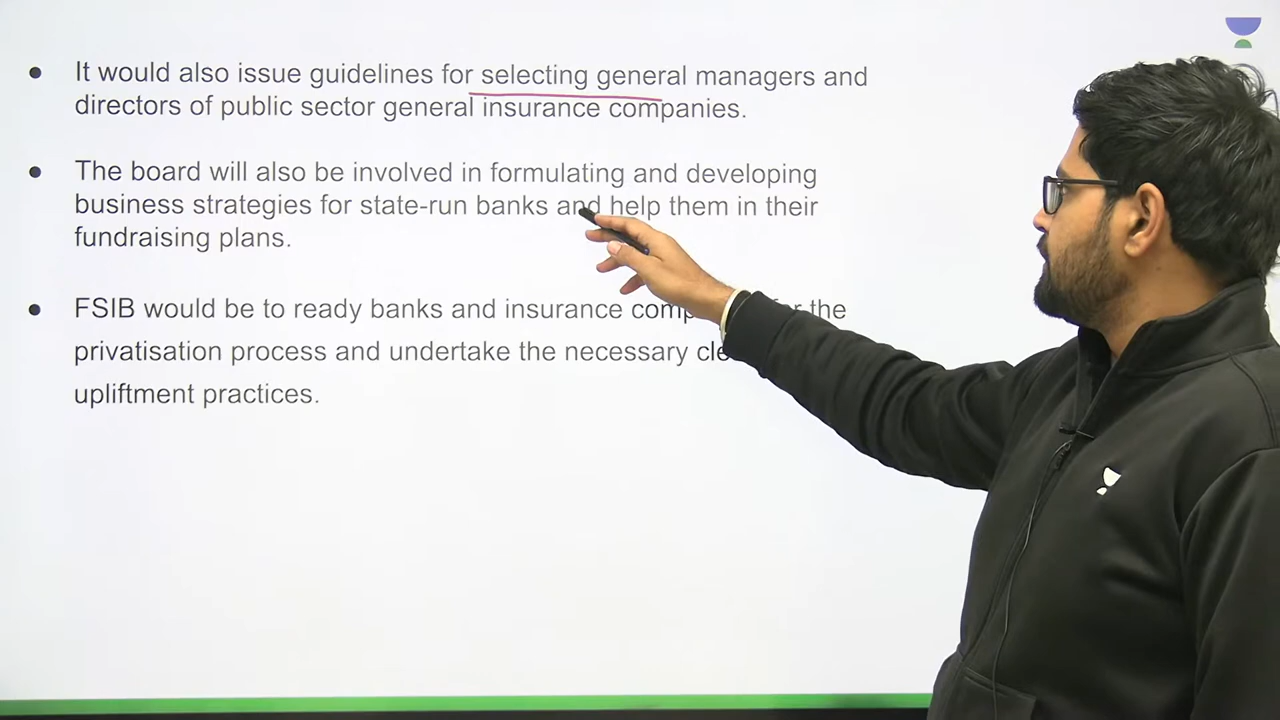 It would also issue guidelines for selecting general managers and
directors of public sector general insurance companies.
The board will also be involved in formulating and developing
business strategies for state-run banks and help them in their
fundraising plans.
FSIB would be to ready banks and insurance for the
privatisation process and undertake the necessary
upliftment practices.